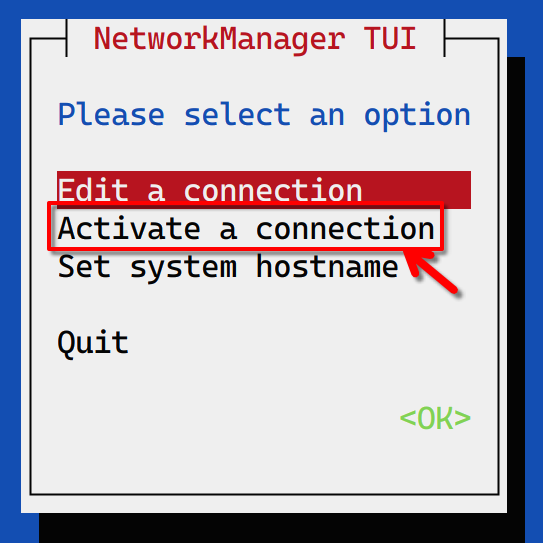 NetworkManager TUI
Please select an option
Edit a connection
Activate a connection
Set system hostname
Quit
<OK>